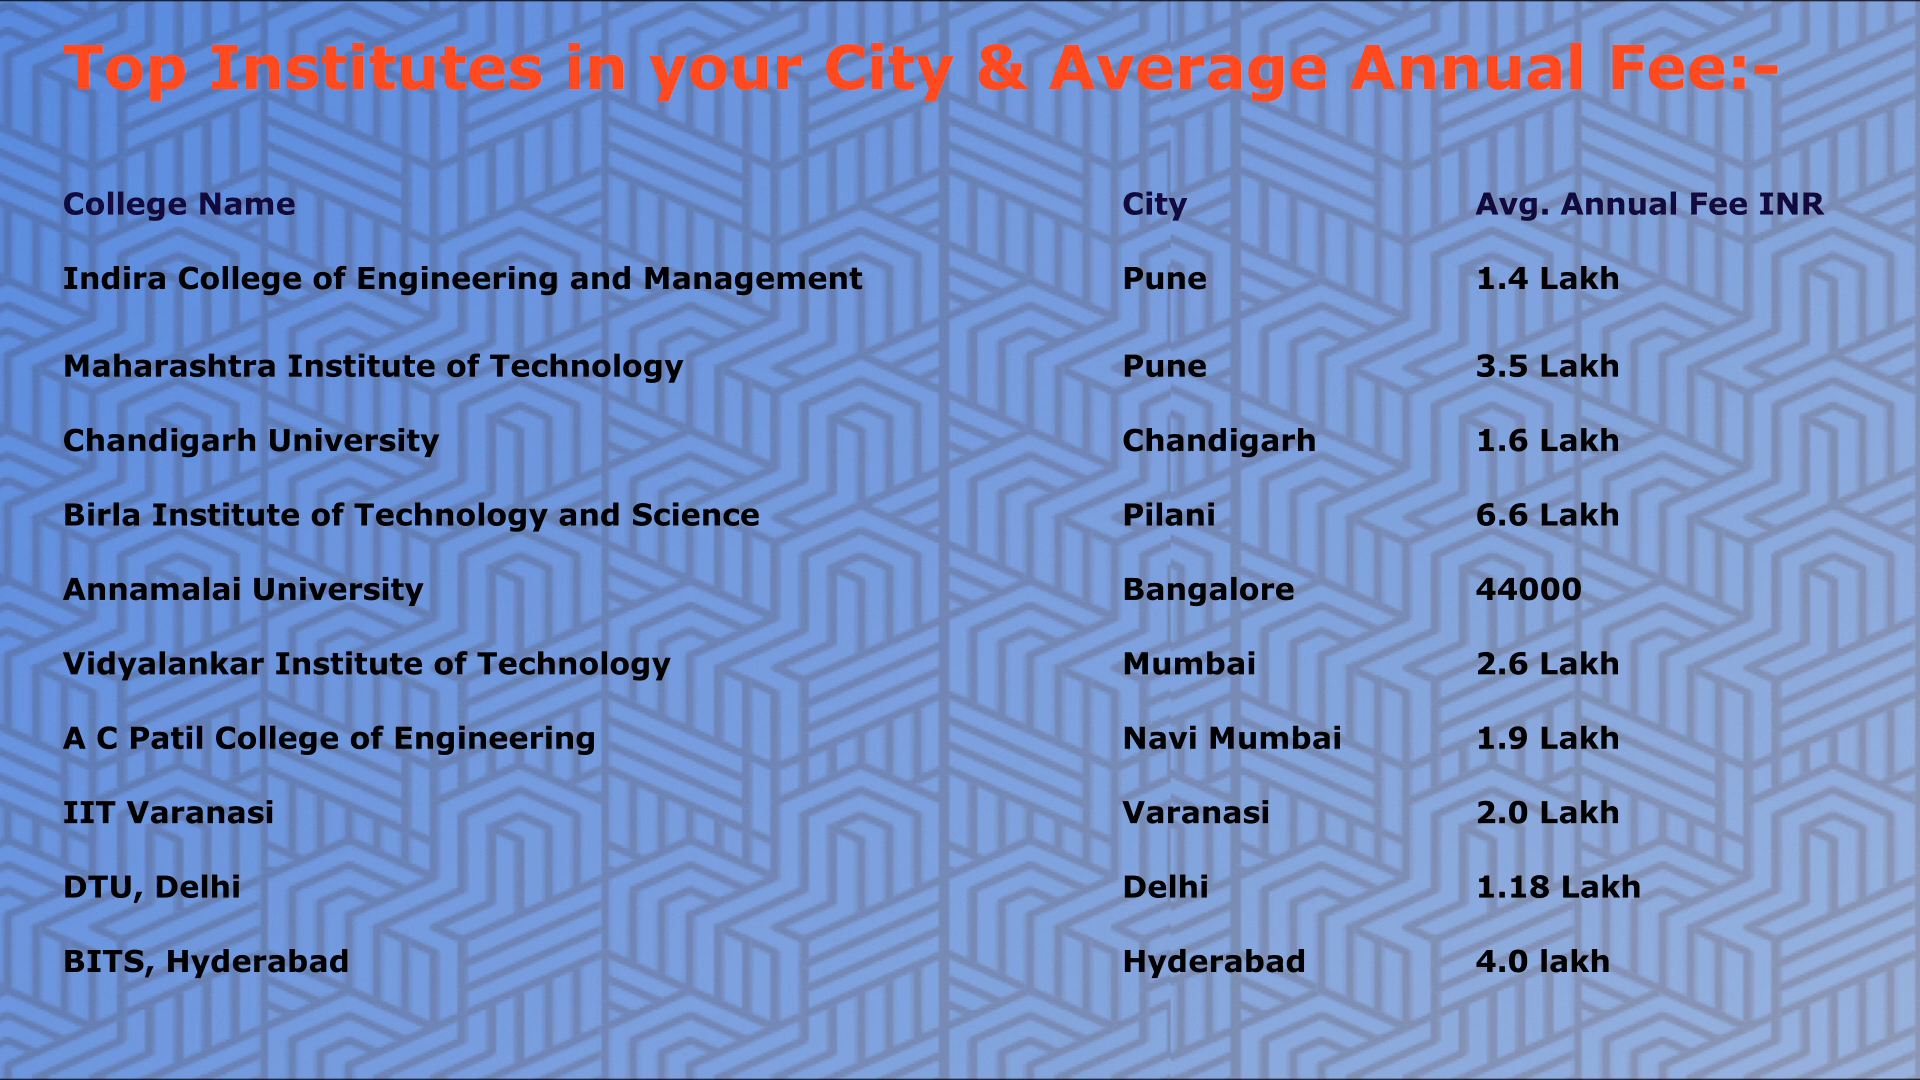 Top Institutes in your City & Average Annual Fee:-
College Name City Avg. Annual Fee INR
Indira College of Engineering and Management Pune 1.4 Lakh
Maharashtra Institute of Technology Pune 3.5 Lakh
Chandigarh University Chandigarh 1.6 Lakh
Birla Institute of Technology and Science Pilani 6.6 Lakh
Annamalai University Bangalore 44000
Vidyalankar Institute of Technology Mumbai 2.6 Lakh
A C Patil College of Engineering Navi Mumbai 1.9 Lakh
IIT Varanasi Varanasi 2.0 Lakh
DTU, Delhi Delhi 1.18 Lakh
BITS, Hyderabad Hyderabad 4.0 lakh